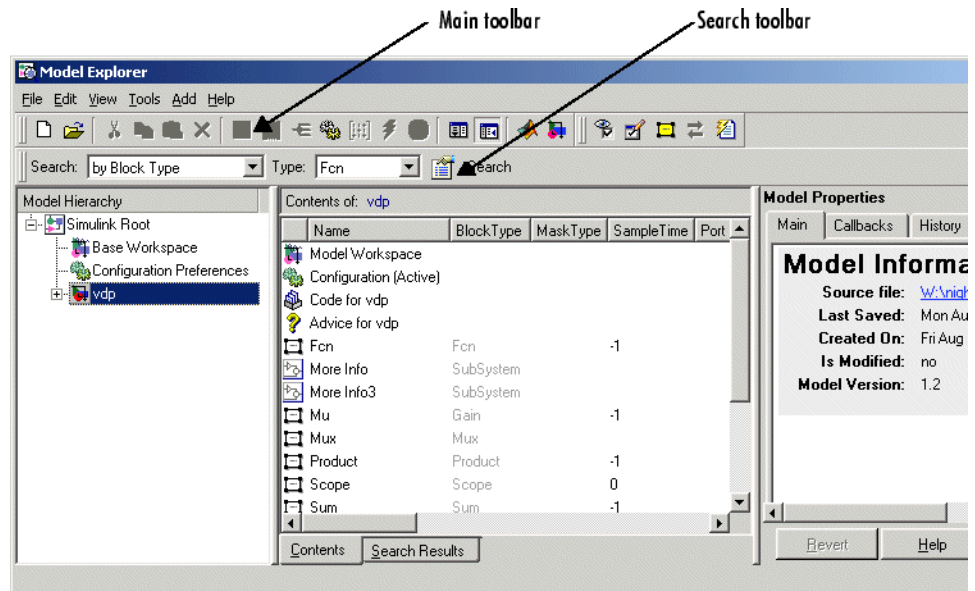 Main toolbar
Search toolbar
Model Explorer
File Edit View Tools Add Help
Search: by Block Type Type: Fcn Search
Model Hierarchy
Simulink Root
Base Workspace
Configuration Preferences
vdp
Contents of: vdp
Name BlockType MaskType SampleTime Port
Model Workspace
Configuration (Active)
Code for vdp
Advice for vdp
Fcn Fcn -1
More Info SubSystem
More Info3 SubSystem
Mu Gain -1
Mux Mux
Product Product -1
Scope Scope 0
Sum Sum -1
Contents Search Results
Model Properties
Main Callbacks History
Model Informa
Source file: W:\nigh
Last Saved: Mon Au
Created On: Fri Aug
Is Modified: no
Model Version: 1.2
Revert Help